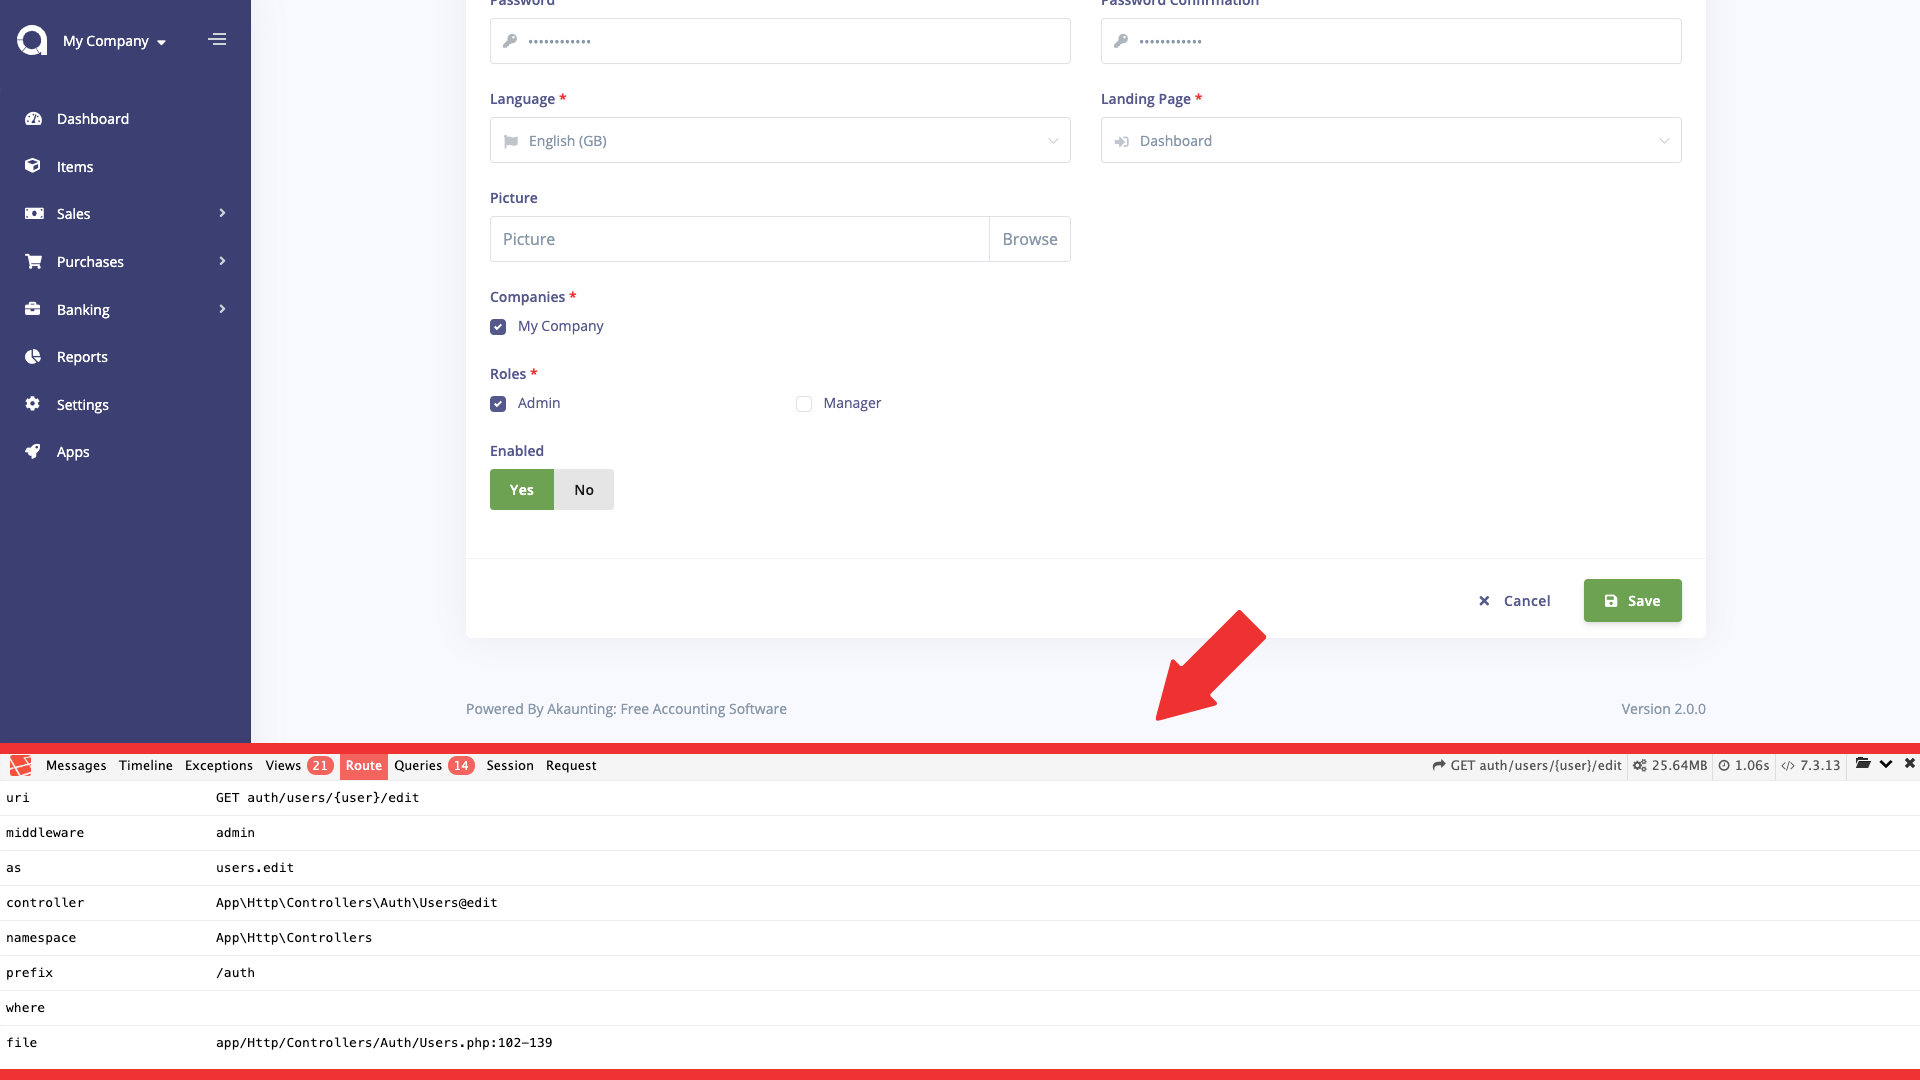 My Company
Dashboard
Items
Sales
Purchases
Banking
Reports
Settings
Apps
Password
Password Confirmation
Language *
Landing Page *
English (GB)
Dashboard
Picture
Picture
Browse
Companies *
My Company
Roles *
Admin
Manager
Enabled
Yes
No
Cancel
Save
Powered By Akaunting: Free Accounting Software
Version 2.0.0
Messages Timeline Exceptions Views 21 Route Queries 14 Session Request
GET auth/users/{user}/edit 25.64MB 1.06s 7.3.13
uri GET auth/users/{user}/edit
middleware admin
as users.edit
controller App\Http\Controllers\Auth\Users@edit
namespace App\Http\Controllers
prefix /auth
where
file app/Http/Controllers/Auth/Users.php:102-139